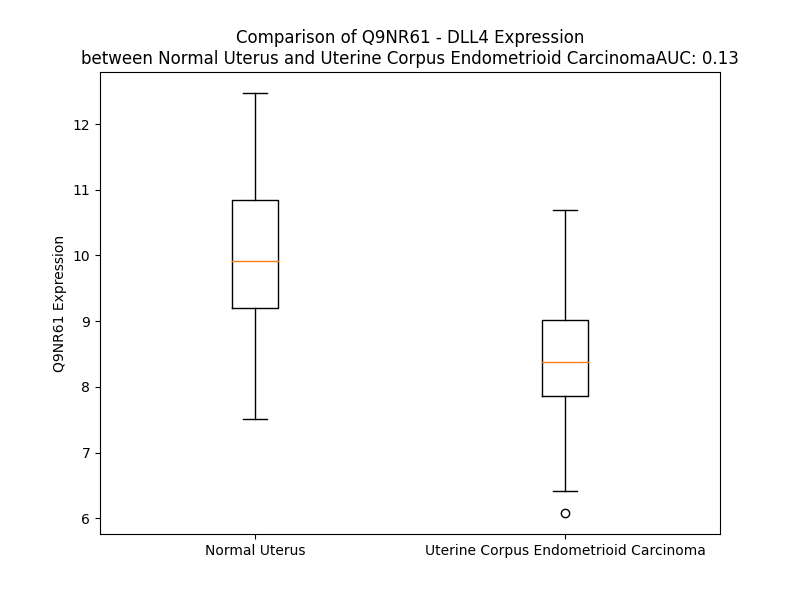 Comparison of Q9NR61 - DLL4 Expression
between Normal Uterus and Uterine Corpus Endometrioid CarcinomaAUC: 0.13
Q9NR61 Expression
12
11
10
9
8
7
6
Normal Uterus
Uterine Corpus Endometrioid Carcinoma